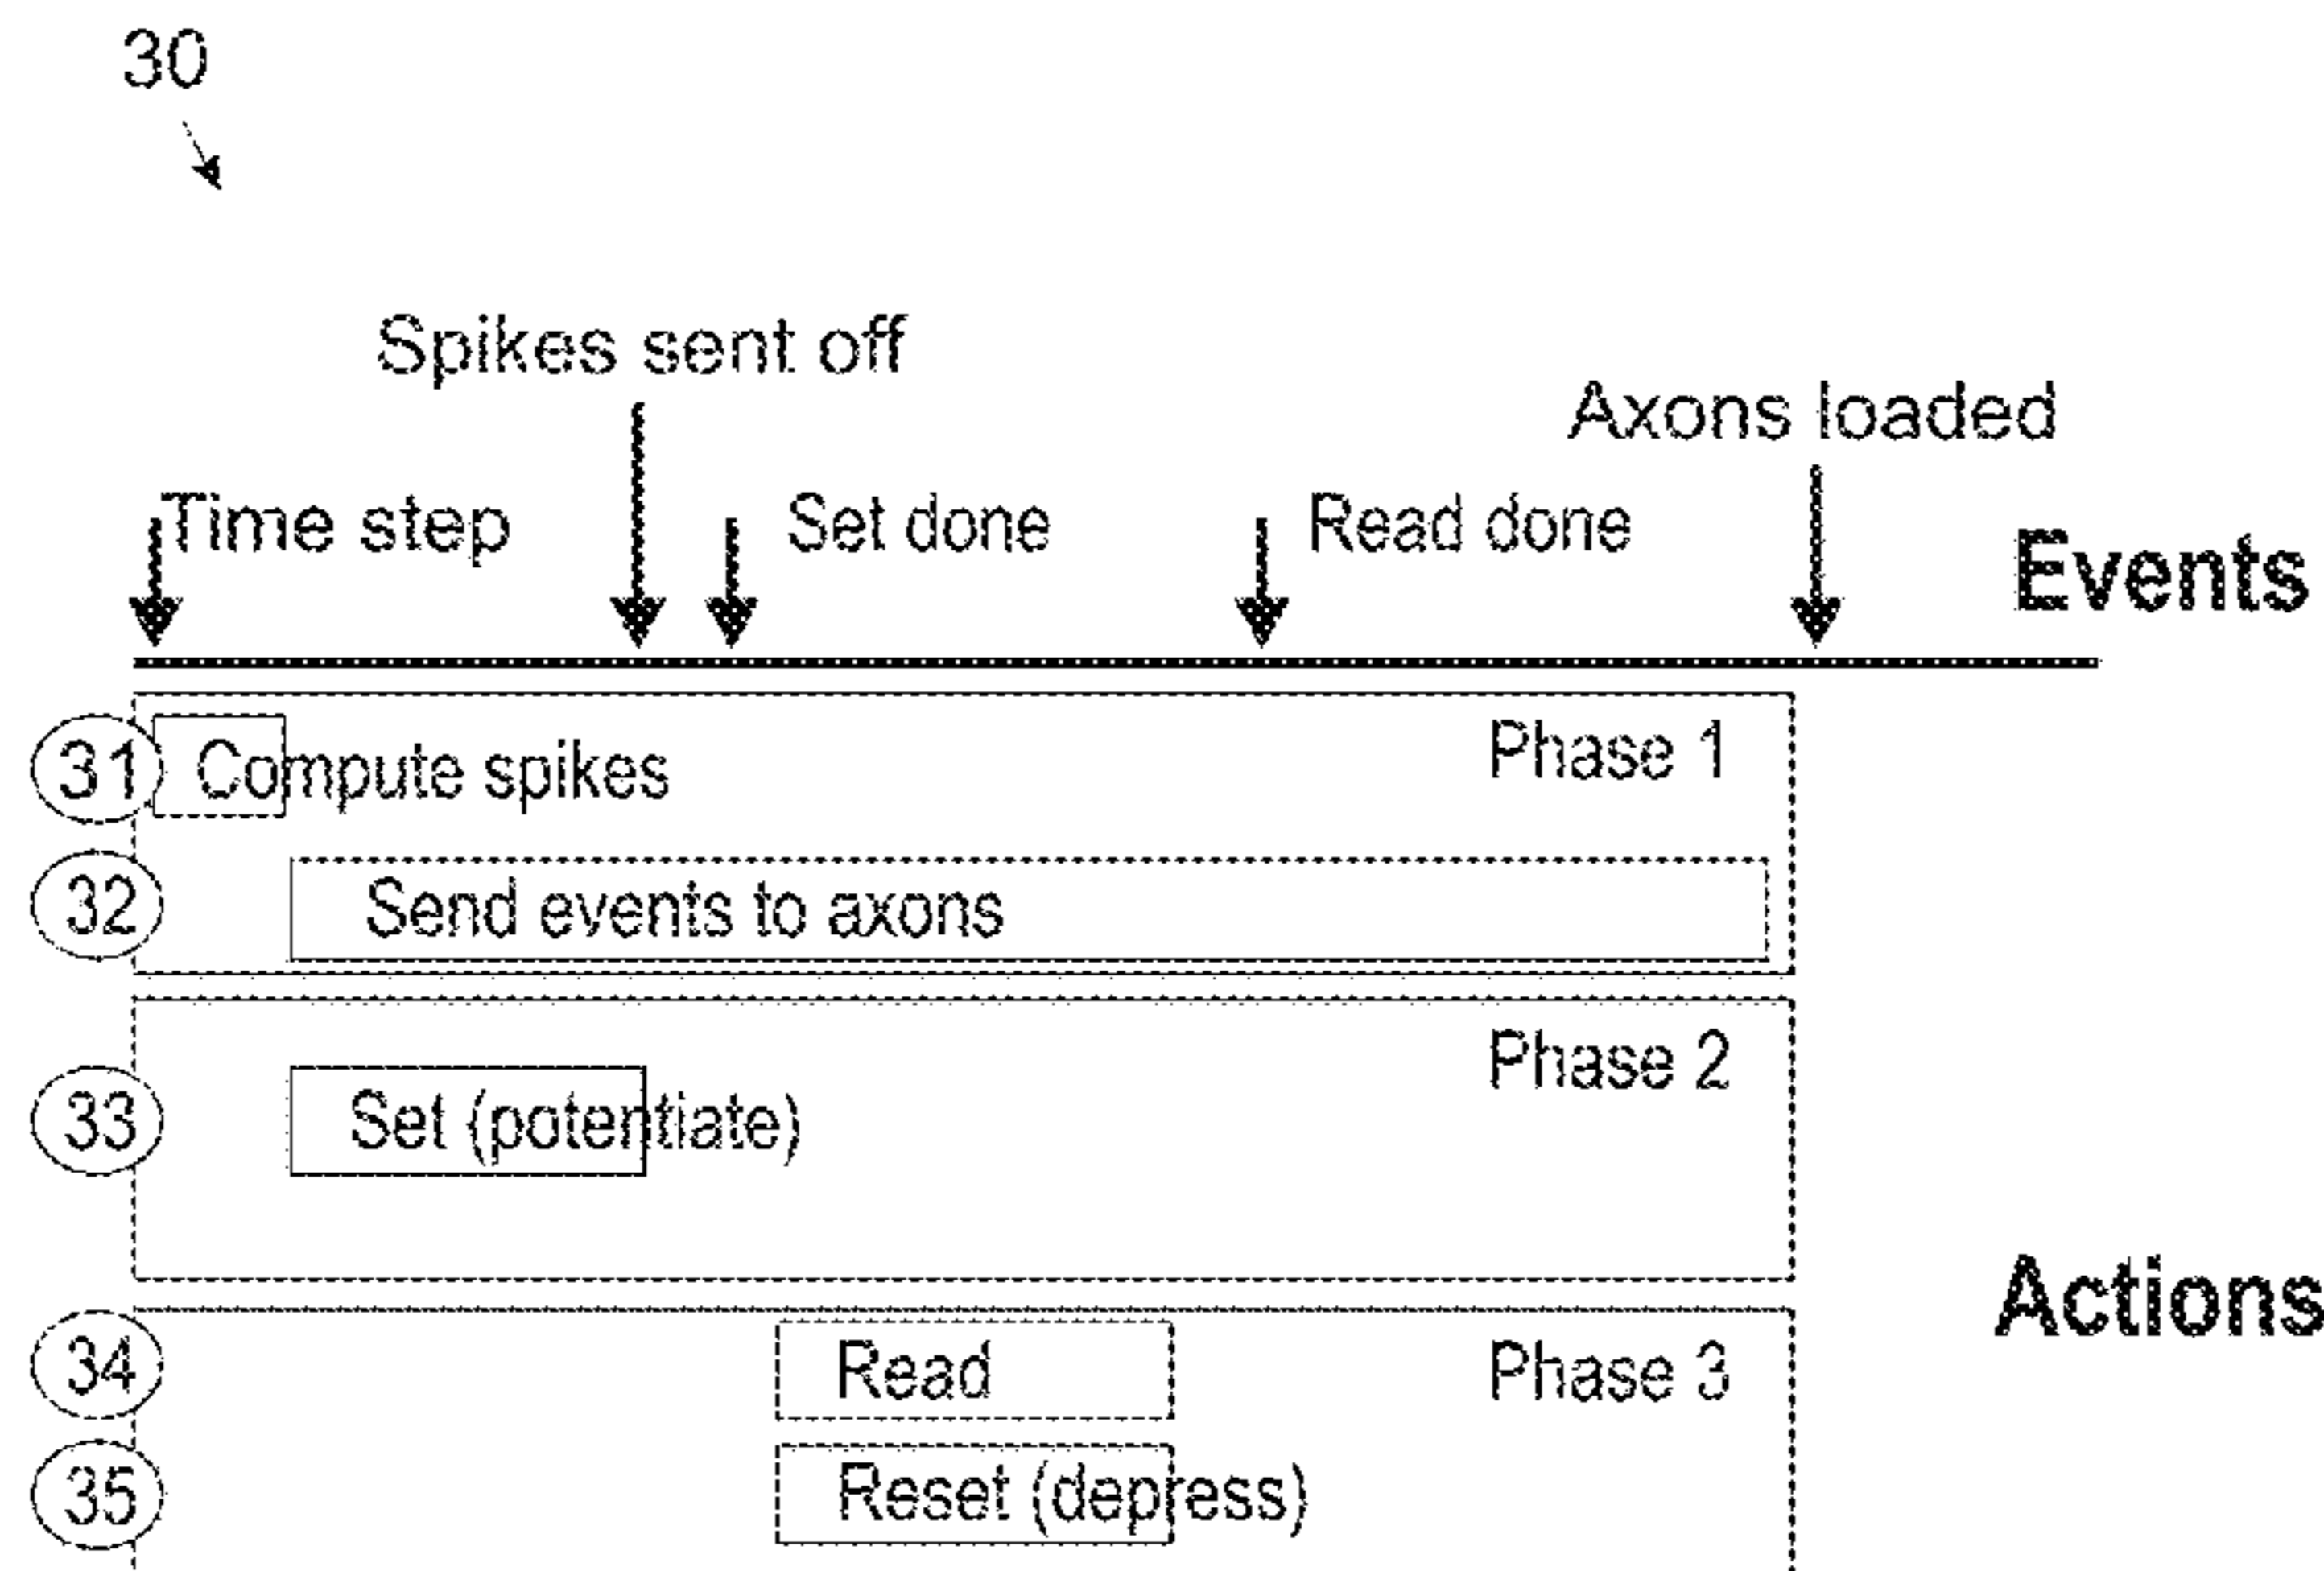 30
Spikes sent off
Axons loaded
Time step
Set done
Read done
Events
Phase 1
31 Compute spikes
32 Send events to axons
Phase 2
33 Set (potentiate)
Actions
34 Read
Phase 3
35 Reset (depress)